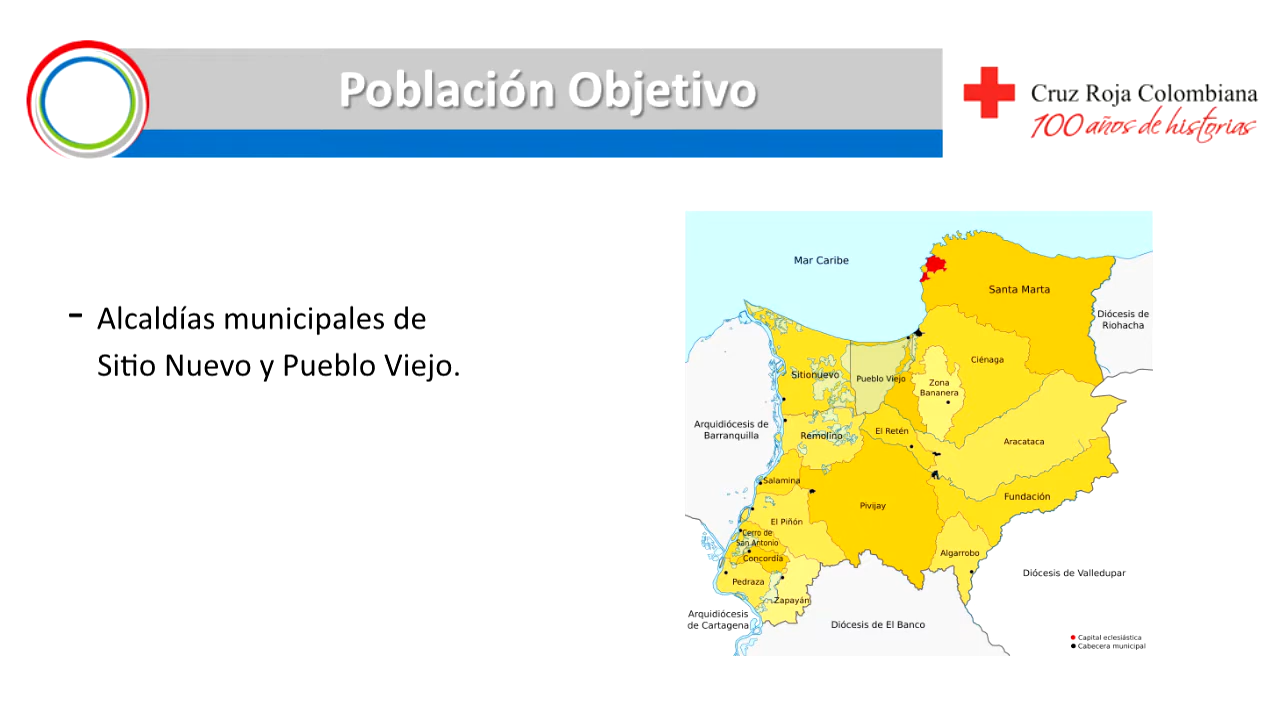 Población Objetivo
Cruz Roja Colombiana
100 años de historias
- Alcaldías municipales de
Sitio Nuevo y Pueblo Viejo.
Mar Caribe
Santa Marta
Diócesis de
Riohacha
Ciénaga
Sitionuevo
Pueblo Viejo
Zona
Bananera
Arquidiócesis de
Barranquilla
Remolino
El Retén
Aracataca
Salamina
Fundación
Pivijay
El Piñón
Cerro de
San Antonio
Concordia
Algarrobo
Pedraza
Diócesis de Valledupar
Zapayán
Arquidiócesis
de Cartagena
Diócesis de El Banco
Capital eclesiástica
Cabecera municipal